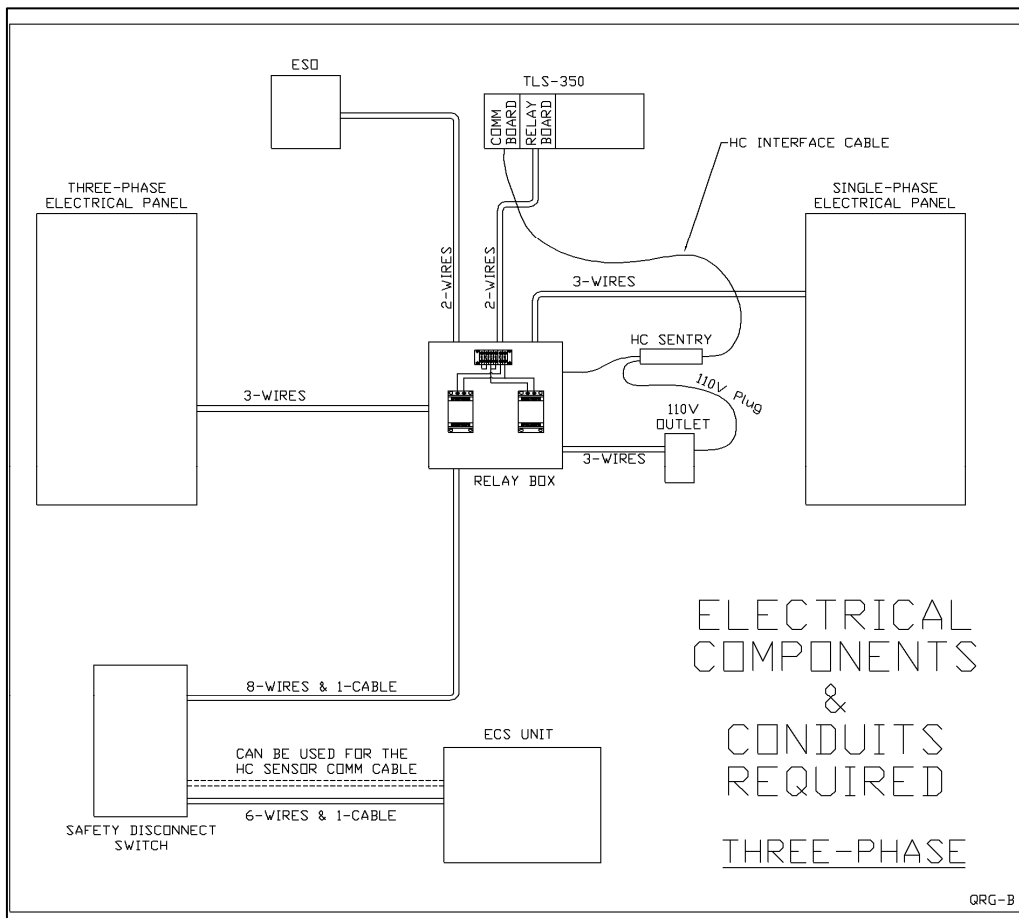 ESO
TLS-350
COMM
BOARD
RELAY
BOARD
HC INTERFACE CABLE
THREE-PHASE
ELECTRICAL PANEL
SINGLE-PHASE
ELECTRICAL PANEL
2-WIRES
2-WIRES
3-WIRES
HC SENTRY
110V Plug
3-WIRES
110V
OUTLET
3-WIRES
RELAY BOX
ELECTRICAL
COMPONENTS
&
CONDUITS
REQUIRED
THREE-PHASE
8-WIRES & 1-CABLE
ECS UNIT
CAN BE USED FOR THE
HC SENSOR COMM CABLE
6-WIRES & 1-CABLE
SAFETY DISCONNECT
SWITCH
QRG-B